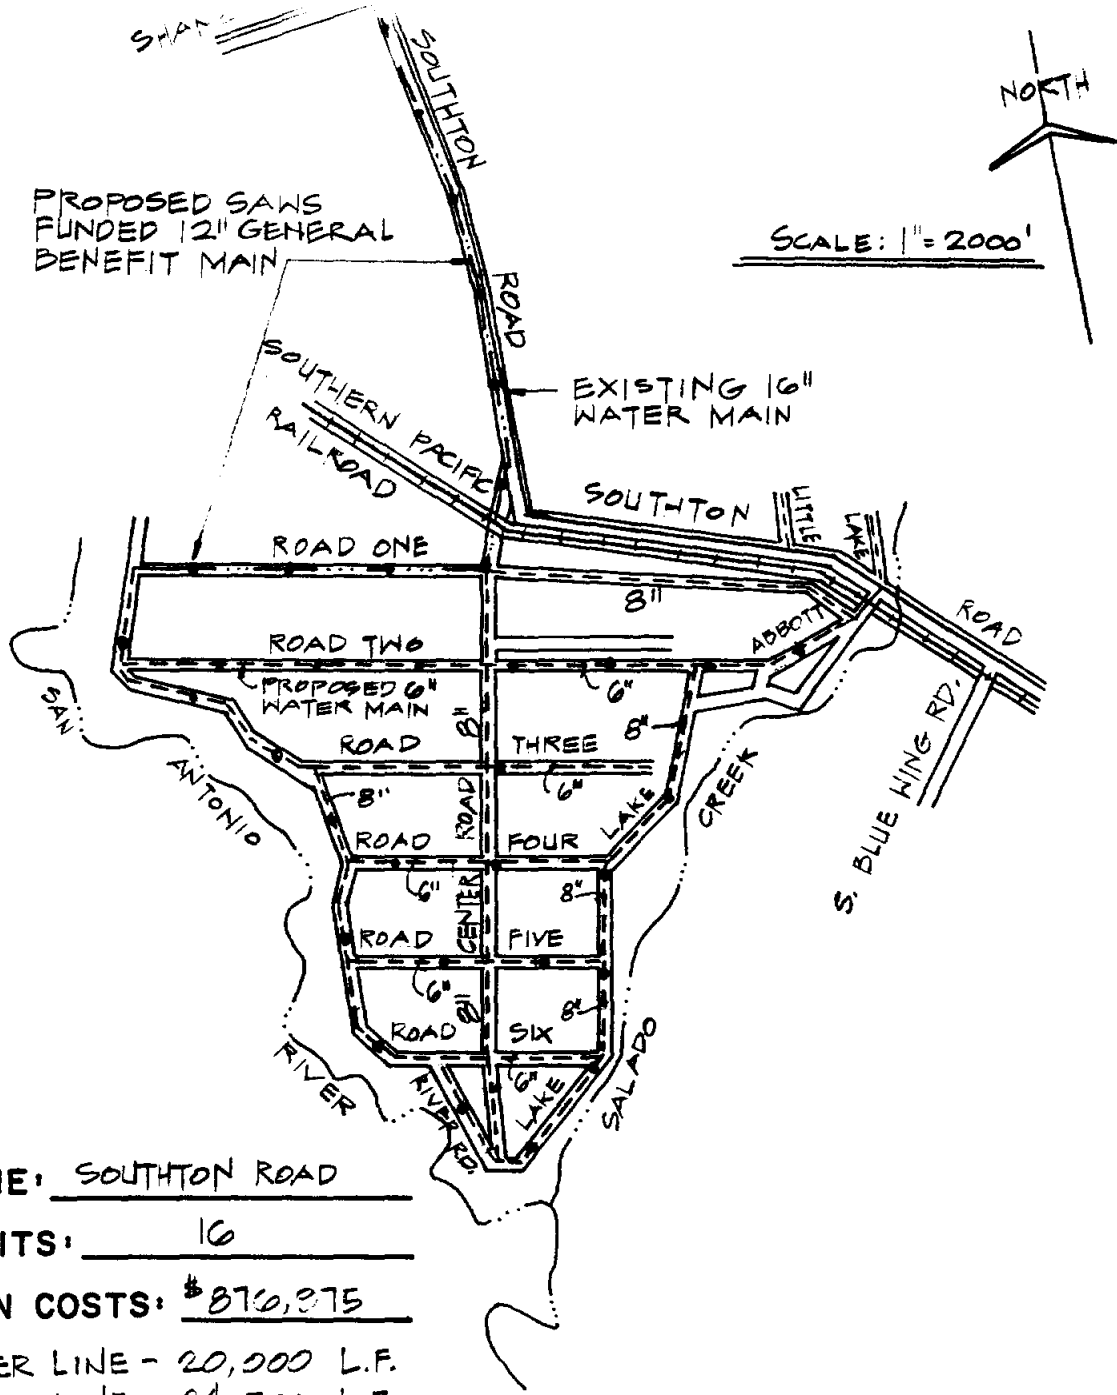 SOUTHTON
ROAD
NORTH
PROPOSED SAWS
FUNDED 12" GENERAL
BENEFIT MAIN
SCALE: 1" = 2000'
EXISTING 16"
WATER MAIN
SOUTHERN PACIFIC
RAILROAD
SOUTHTON
ROAD
LITTLE
LAKE
ROAD ONE
8"
ABBOTT
ROAD TWO
6"
PROPOSED 6"
WATER MAIN
8"
8"
ROAD THREE
6"
8"
SAN
ANTONIO
RIVER
CENTER ROAD
LAKE
CREEK
S. BLUE WING RD.
ROAD FOUR
6"
8"
ROAD FIVE
6"
8"
8"
ROAD SIX
6"
RIVER RD.
LAKE
SALADO
SOUTHTON ROAD
16
N COSTS:
ER LINE - 20,000 L.F.